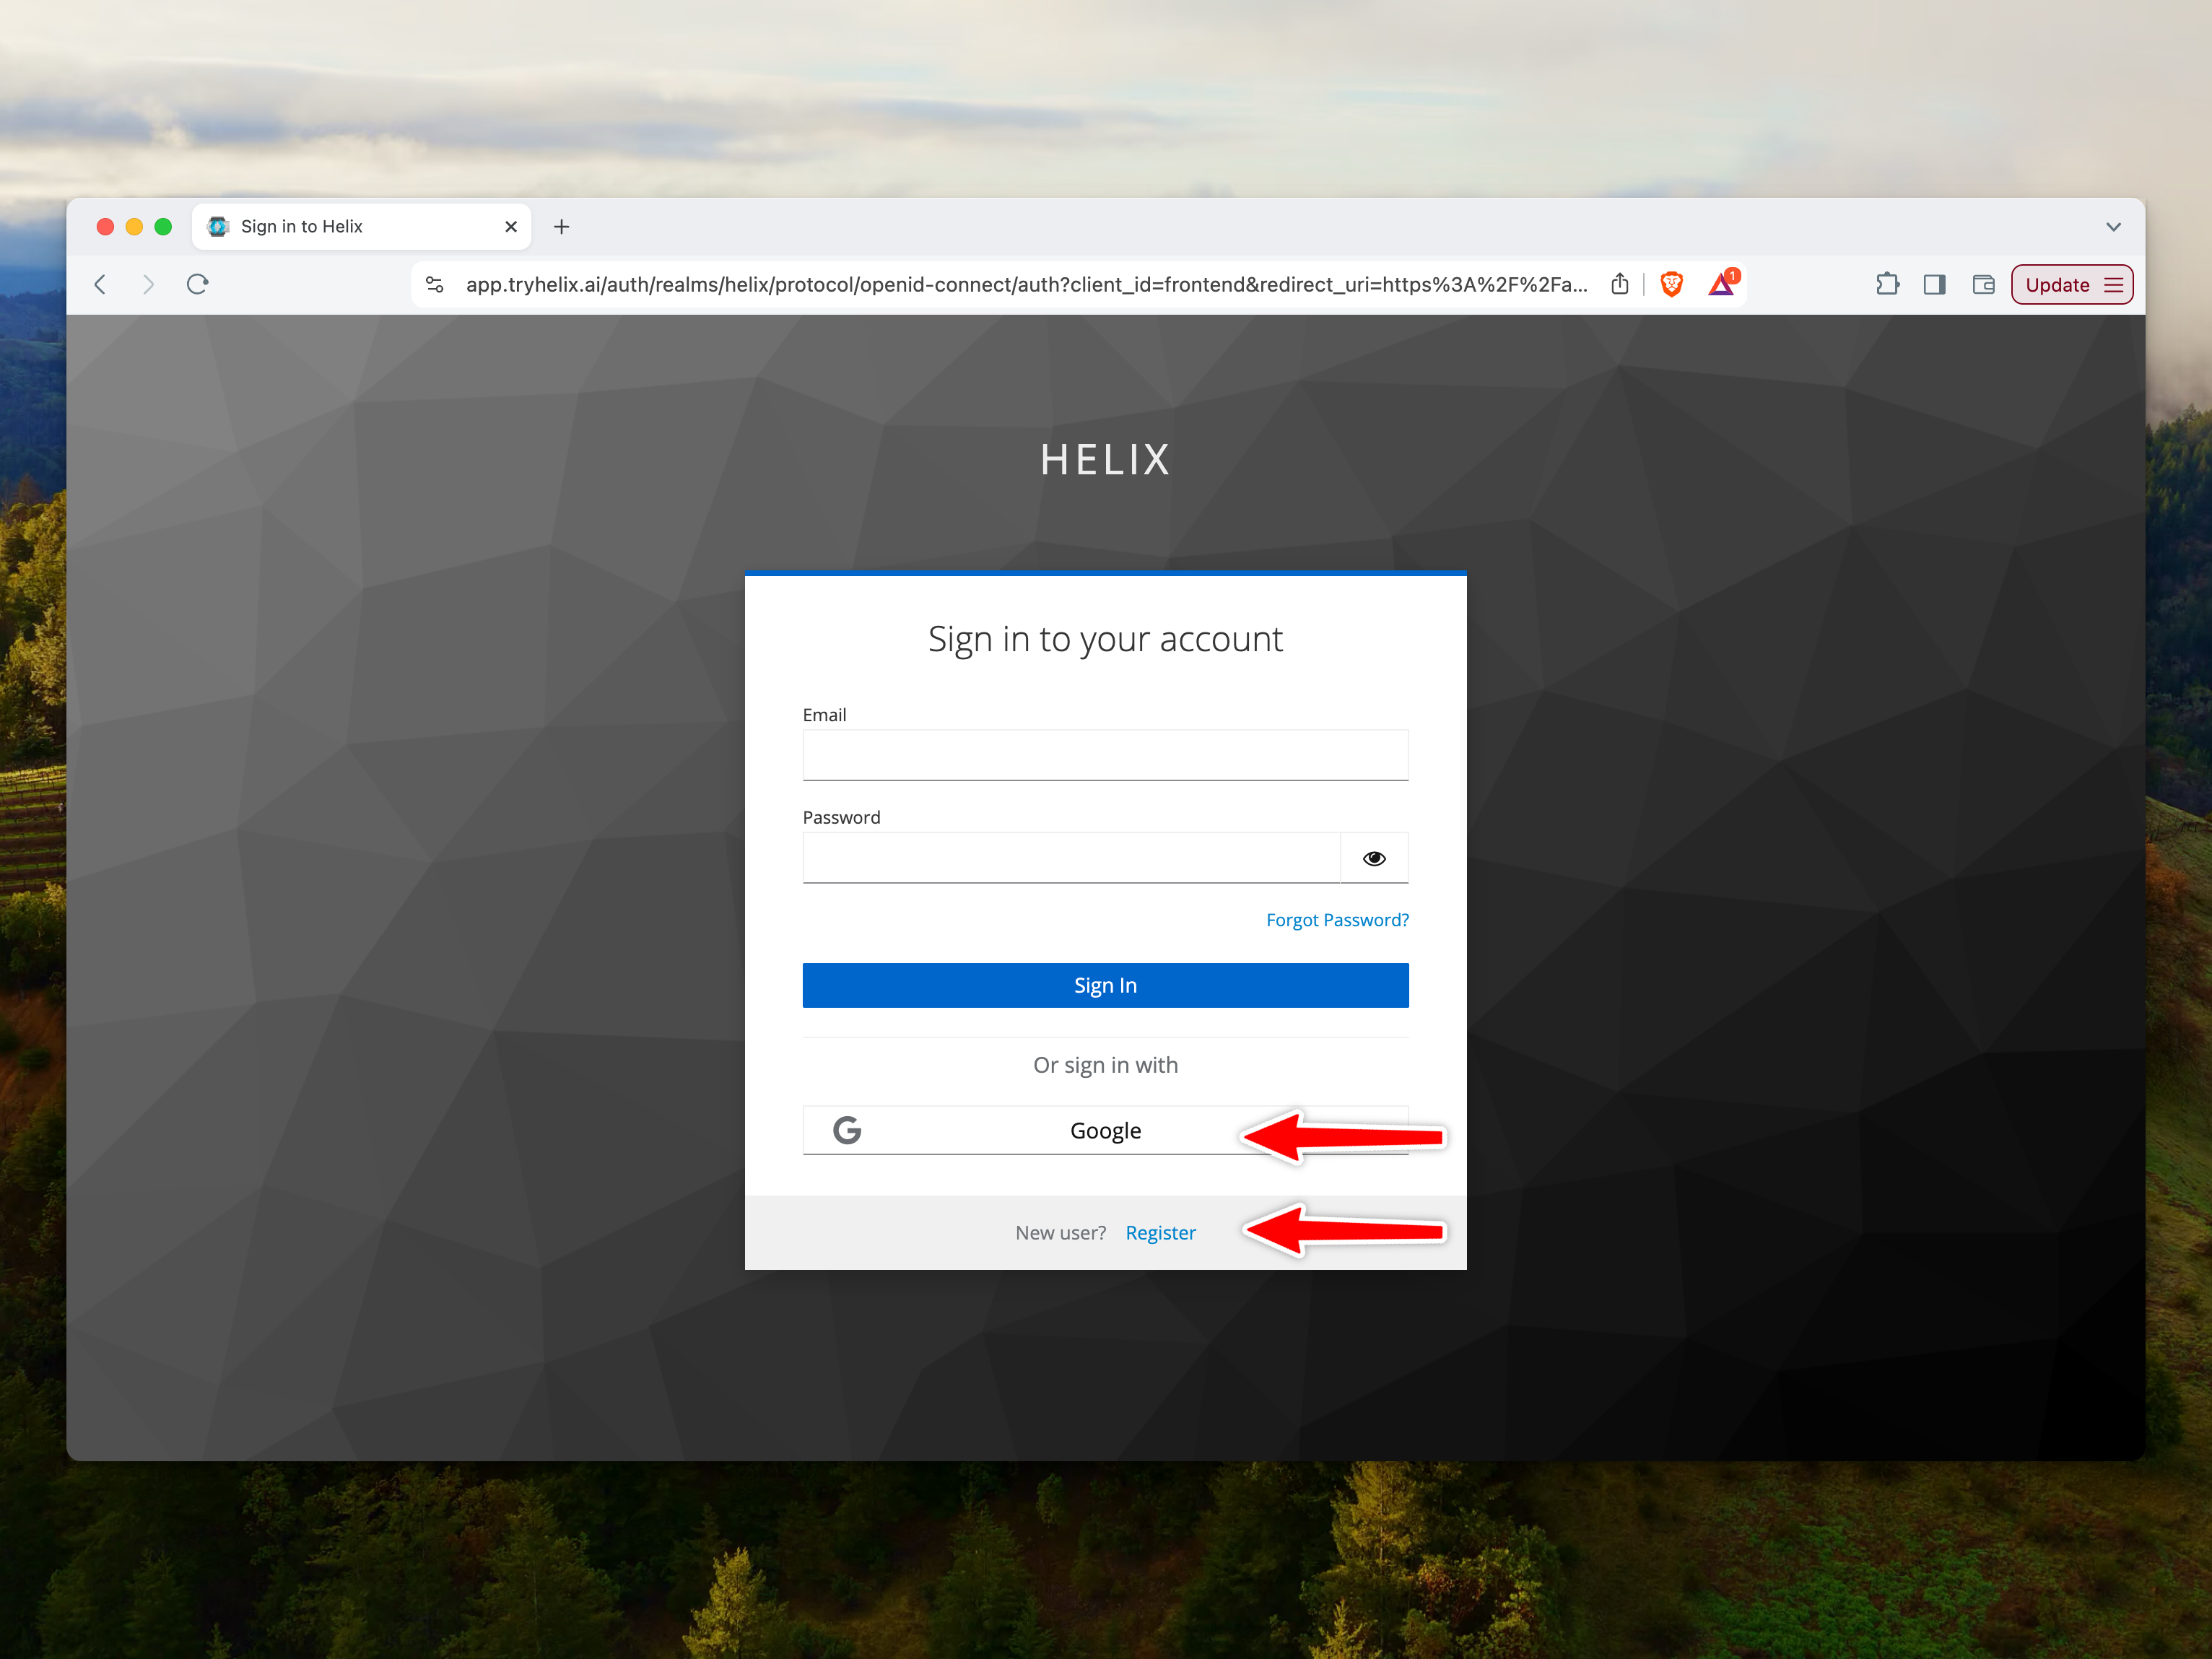 Sign in to Helix
app.tryhelix.ai/auth/realms/helix/protocol/openid-connect/auth?client_id=frontend&redirect_uri=https%3A%2F%2Fa...
1
Update
HELIX
Sign in to your account
Email
Password
Forgot Password?
Sign In
Or sign in with
G Google
New user? Register